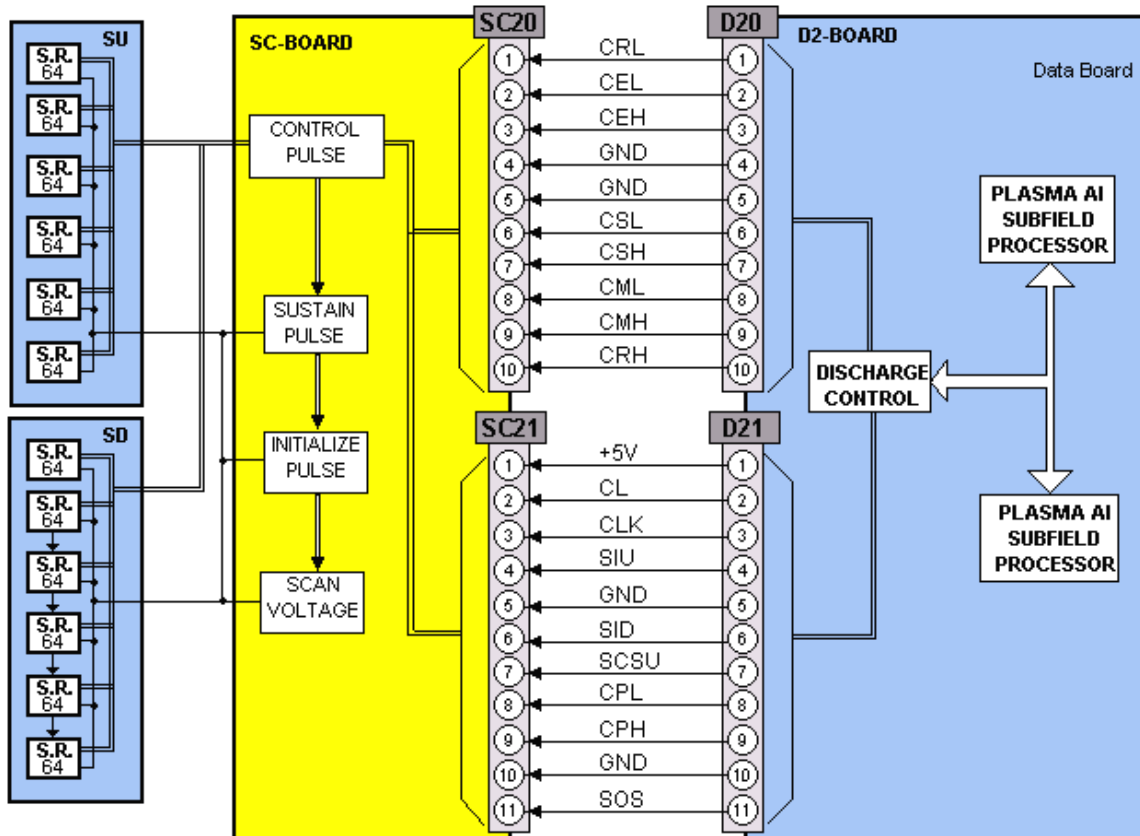 SU
S.R.
64
S.R.
64
S.R.
64
S.R.
64
S.R.
64
S.R.
64
SD
S.R.
64
S.R.
64
S.R.
64
S.R.
64
S.R.
64
S.R.
64
SC-BOARD
CONTROL
PULSE
SUSTAIN
PULSE
INITIALIZE
PULSE
SCAN
VOLTAGE
SC20
D20
1 CRL 1
2 CEL 2
3 CEH 3
4 GND 4
5 GND 5
6 CSL 6
7 CSH 7
8 CML 8
9 CMH 9
10 CRH 10
SC21
D21
1 +5V 1
2 CL 2
3 CLK 3
4 SIU 4
5 GND 5
6 SID 6
7 SCSU 7
8 CPL 8
9 CPH 9
10 GND 10
11 SOS 11
D2-BOARD
Data Board
PLASMA AI
SUBFIELD
PROCESSOR
DISCHARGE
CONTROL
PLASMA AI
SUBFIELD
PROCESSOR